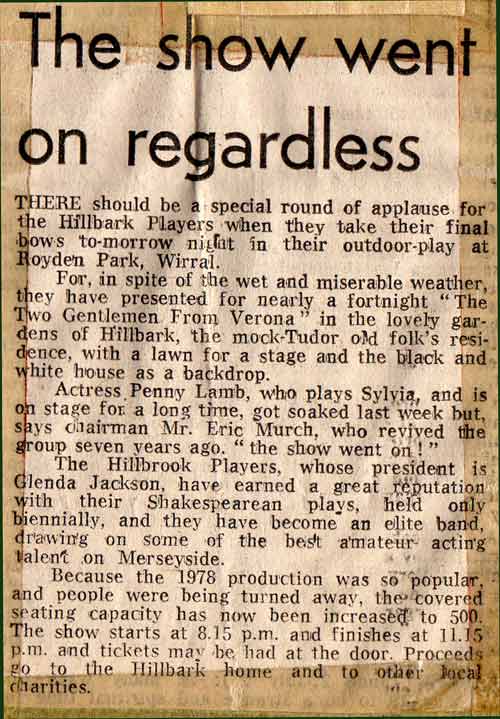 The show went
on regardless
THERE should be a special round of applause for
the Hillbark Players when they take their final
bows to-morrow night in their outdoor-play at
Royden Park, Wirral.
For, in spite of the wet and miserable weather,
they have presented for nearly a fortnight "The
Two Gentlemen From Verona" in the lovely gar-
dens of Hillbark, the mock-Tudor old folk's resi-
dence, with a lawn for a stage and the black and
white house as a backdrop.
Actress Penny Lamb, who plays Sylvia, and is
on stage for a long time, got soaked last week but,
says chairman Mr. Eric Murch, who revived the
group seven years ago. "the show went on!"
The Hillbrook Players, whose president is
Glenda Jackson, have earned a great reputation
with their Shakespearean plays, held only
biennially, and they have become an elite band,
drawing on some of the best amateur acting
talent on Merseyside.
Because the 1978 production was so popular,
and people were being turned away, the covered
seating capacity has now been increased to 500.
The show starts at 8.15 p.m. and finishes at 11.15
p.m. and tickets may be had at the door. Proceeds
go to the Hillbark home and to other local
charities.